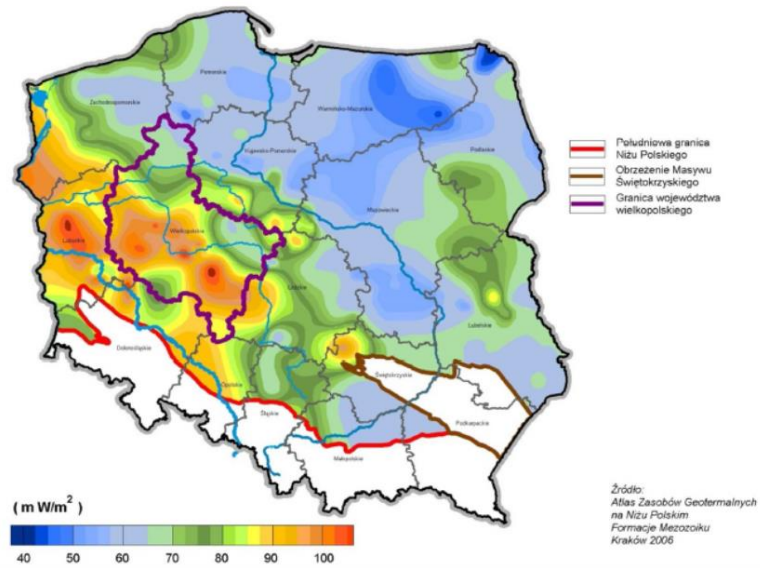 Pomorskie
Zachodniopomorskie
Warmińsko-Mazurskie
Kujawsko-Pomorskie
Podlaskie
Mazowieckie
Wielkopolskie
Lubuskie
Łódzkie
Lubelskie
Dolnośląskie
Świętokrzyskie
Opolskie
Śląskie
Podkarpackie
Małopolskie
Południowa granica
Niżu Polskiego
Obrzeżenie Masywu
Świętokrzyskiego
Granica województwa
wielkopolskiego
( m W/m² )
40 50 60 70 80 90 100
Źródło:
Atlas Zasobów Geotermalnych
na Niżu Polskim
Formacje Mezozoiku
Kraków 2006